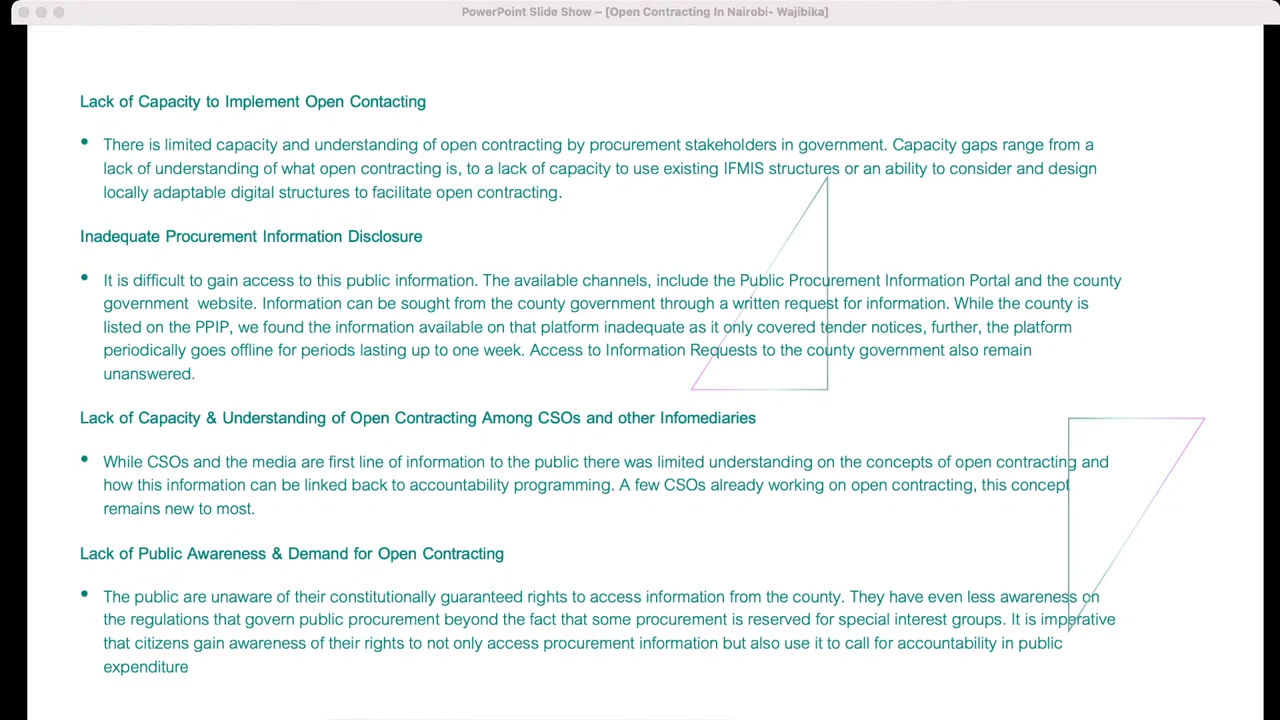 PowerPoint Slide Show – [Open Contracting In Nairobi- Wajibika]
Lack of Capacity to Implement Open Contacting
• There is limited capacity and understanding of open contracting by procurement stakeholders in government. Capacity gaps range from a
lack of understanding of what open contracting is, to a lack of capacity to use existing IFMIS structures or an ability to consider and design
locally adaptable digital structures to facilitate open contracting.
Inadequate Procurement Information Disclosure
• It is difficult to gain access to this public information. The available channels, include the Public Procurement Information Portal and the county
government  website. Information can be sought from the county government through a written request for information. While the county is
listed on the PPIP, we found the information available on that platform inadequate as it only covered tender notices, further, the platform
periodically goes offline for periods lasting up to one week. Access to Information Requests to the county government also remain
unanswered.
Lack of Capacity & Understanding of Open Contracting Among CSOs and other Infomediaries
• While CSOs and the media are first line of information to the public there was limited understanding on the concepts of open contracting and
how this information can be linked back to accountability programming. A few CSOs already working on open contracting, this concept
remains new to most.
Lack of Public Awareness & Demand for Open Contracting
• The public are unaware of their constitutionally guaranteed rights to access information from the county. They have even less awareness on
the regulations that govern public procurement beyond the fact that some procurement is reserved for special interest groups. It is imperative
that citizens gain awareness of their rights to not only access procurement information but also use it to call for accountability in public
expenditure